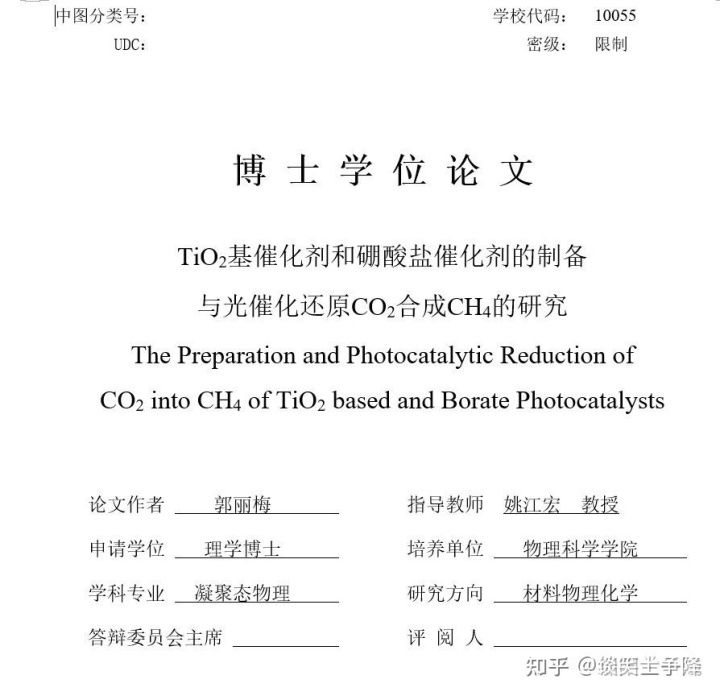 中图分类号： 学校代码： 10055
UDC： 密级： 限制
博 士 学 位 论 文
TiO₂基催化剂和硼酸盐催化剂的制备
与光催化还原CO₂合成CH₄的研究
The Preparation and Photocatalytic Reduction of
CO₂ into CH₄ of TiO₂ based and Borate Photocatalysts
论文作者 郭丽梅 指导教师 姚江宏 教授
申请学位 理学博士 培养单位 物理科学学院
学科专业 凝聚态物理 研究方向 材料物理化学
答辩委员会主席 评 阅 人
知乎